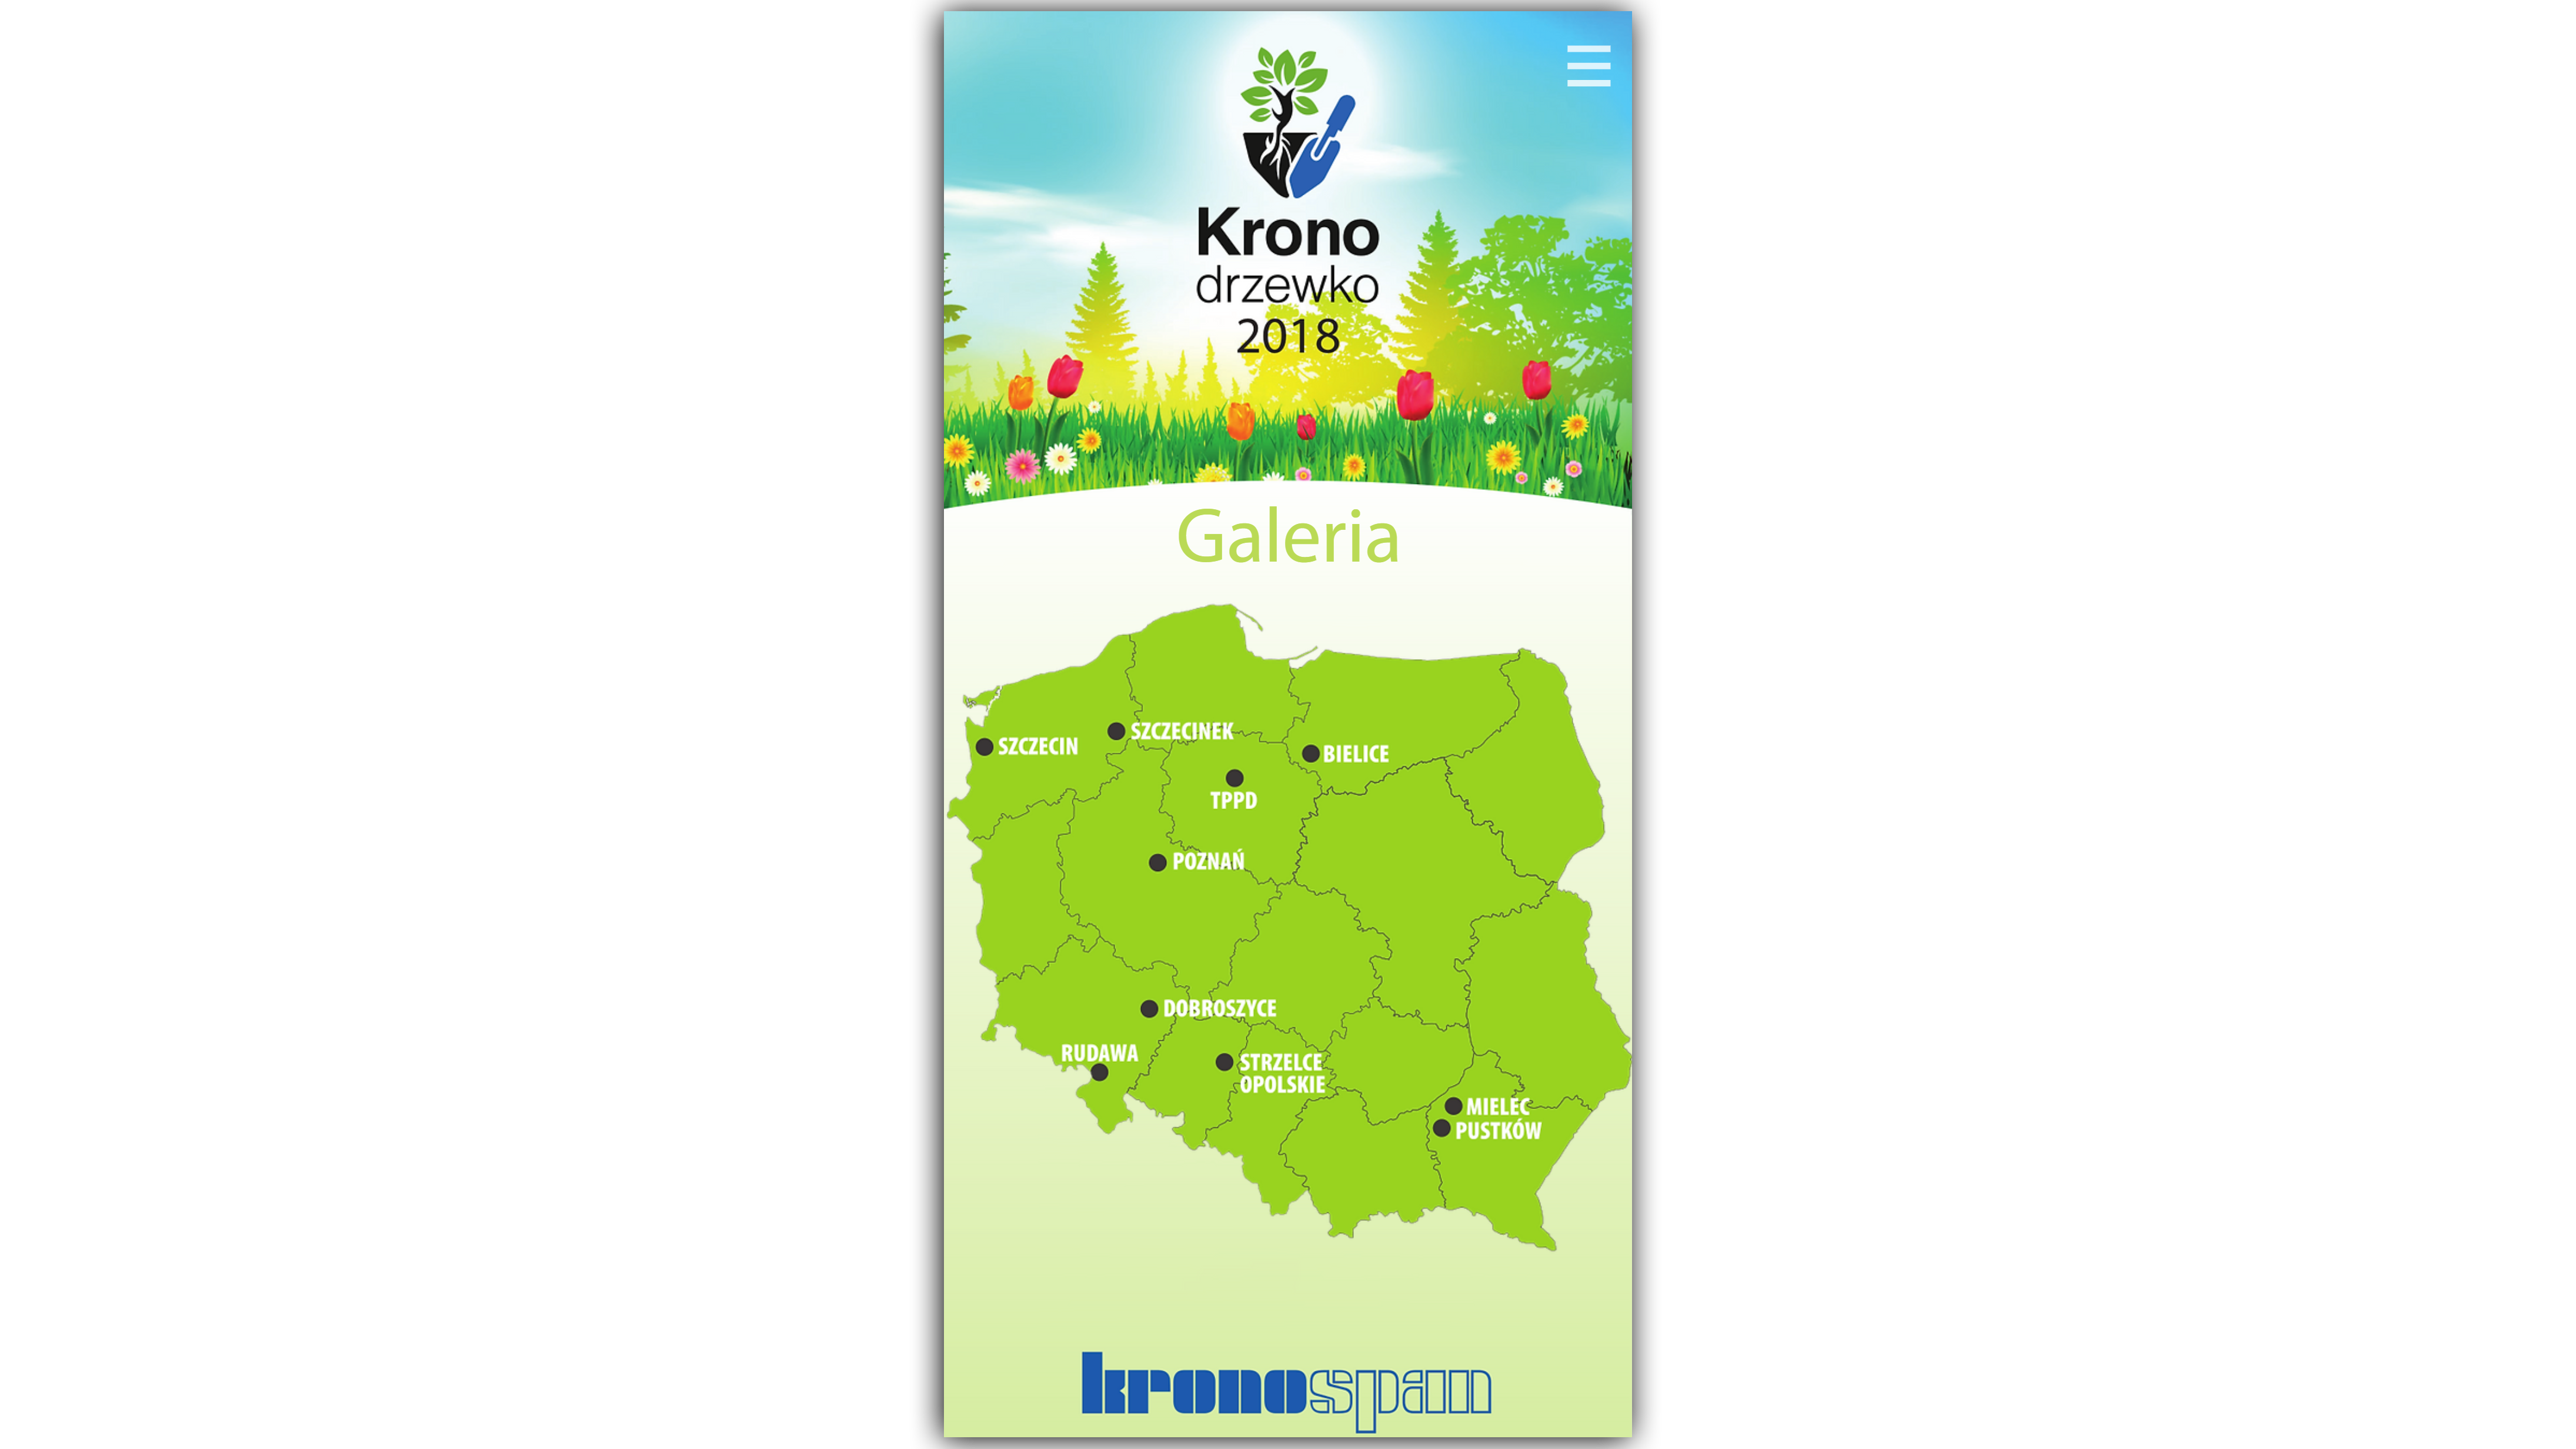 Krono
drzewko
2018
Galeria
SZCZECINEK
SZCZECIN
BIELICE
TPPD
POZNAŃ
DOBROSZYCE
RUDAWA
STRZELCE
OPOLSKIE
MIELEC
PUSTKÓW
kronospan